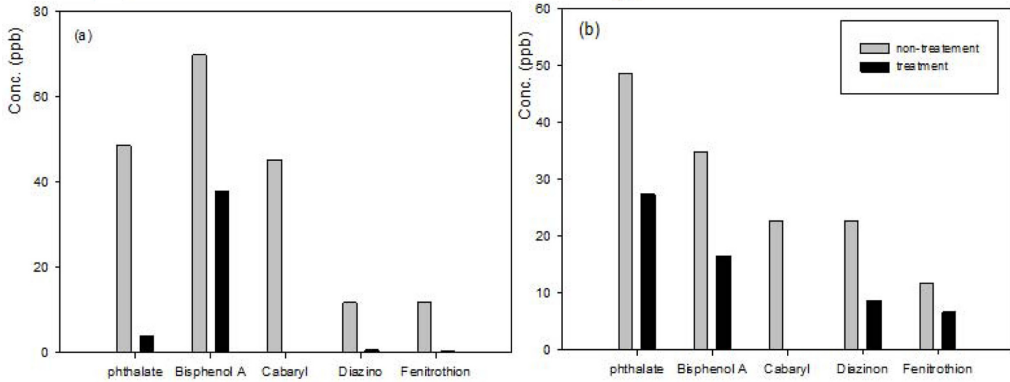 (a)
Conc. (ppb)
80
60
40
20
0
phthalate Bisphenol A Cabaryl Diazino Fenitrothion
(b)
Conc. (ppb)
60
50
40
30
20
10
0
non-treatement
treatment
phthalate Bisphenol A Cabaryl Diazinon Fenitrothion